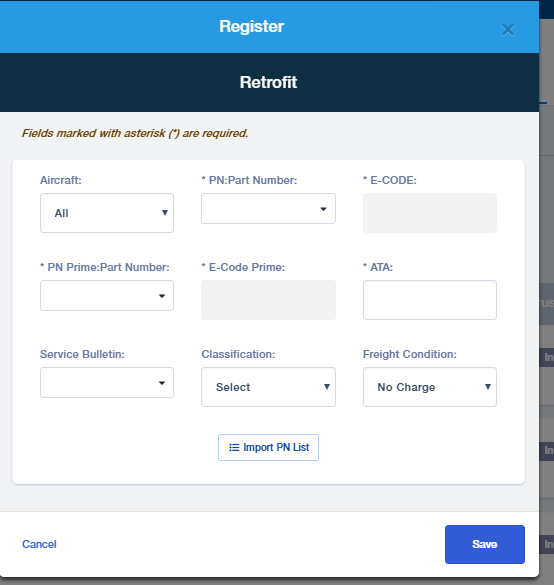 Register
Retrofit
Fields marked with asterisk (*) are required.
Aircraft: * PN:Part Number: * E-CODE:
All
* PN Prime:Part Number: * E-Code Prime: * ATA:
Service Bulletin: Classification: Freight Condition:
Select No Charge
Import PN List
Cancel Save